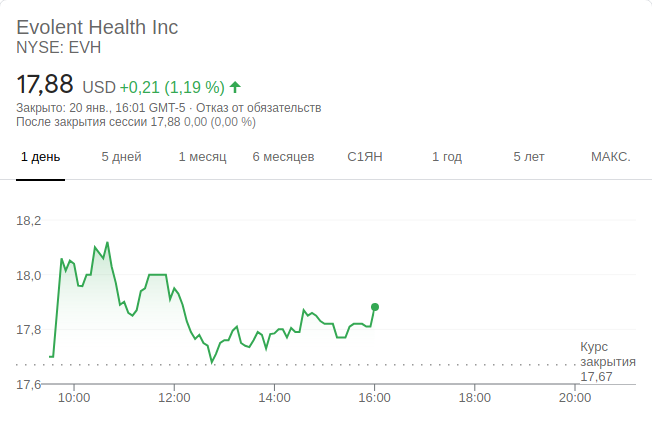 Evolent Health Inc
NYSE: EVH
17,88 USD +0,21 (1,19 %)
Закрыто: 20 янв., 16:01 GMT-5 · Отказ от обязательств
После закрытия сессии 17,88 0,00 (0,00 %)
1 день 5 дней 1 месяц 6 месяцев С1ЯН 1 год 5 лет МАКС.
18,2
18,0
17,8
Курс
закрытия
17,67
17,6
10:00 12:00 14:00 16:00 18:00 20:00